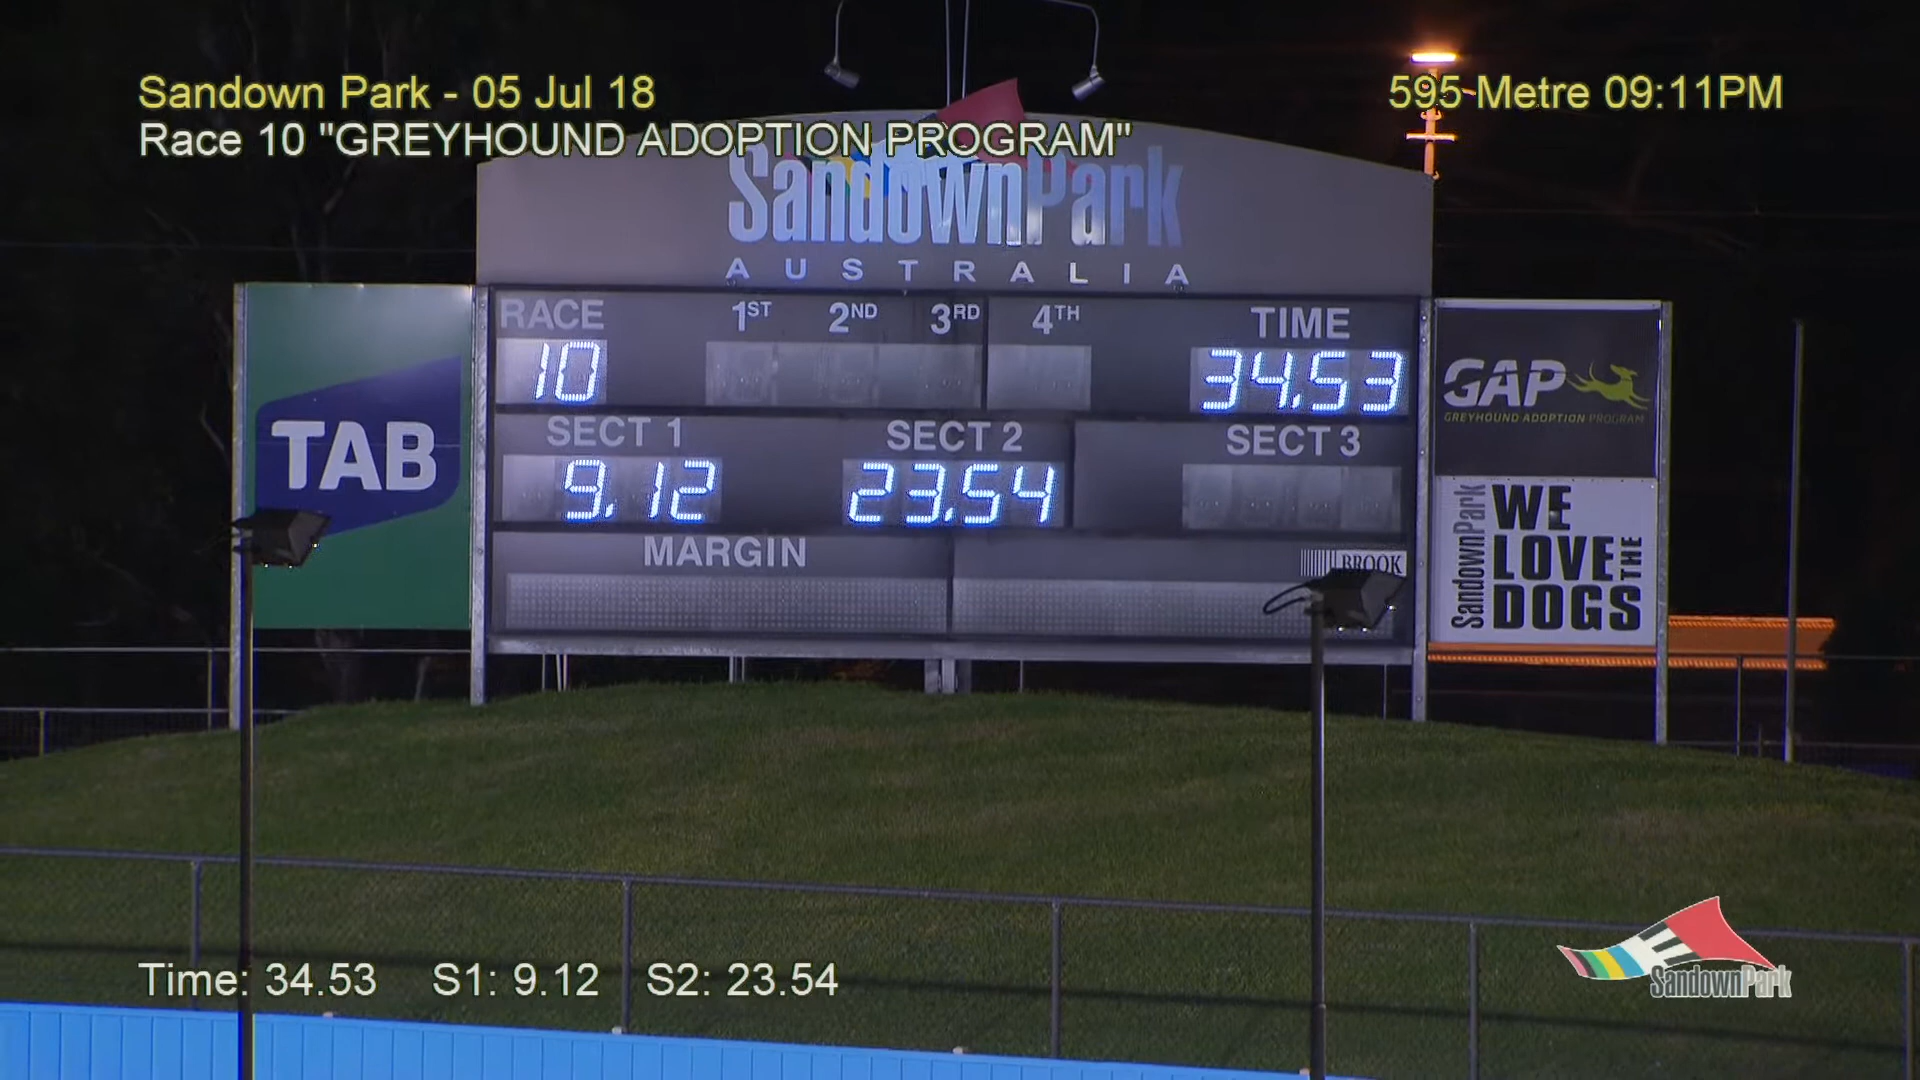 Sandown Park - 05 Jul 18
595 Metre 09:11PM
Race 10 "GREYHOUND ADOPTION PROGRAM"
SandownPark
AUSTRALIA
RACE 1ST 2ND 3RD 4TH TIME
10 34.53
SECT 1 SECT 2 SECT 3
9.12 23.54
MARGIN
BROOK
TAB
GAP
GREYHOUND ADOPTION PROGRAM
SandownPark
WE
LOVE THE
DOGS
Time: 34.53 S1: 9.12 S2: 23.54
SandownPark